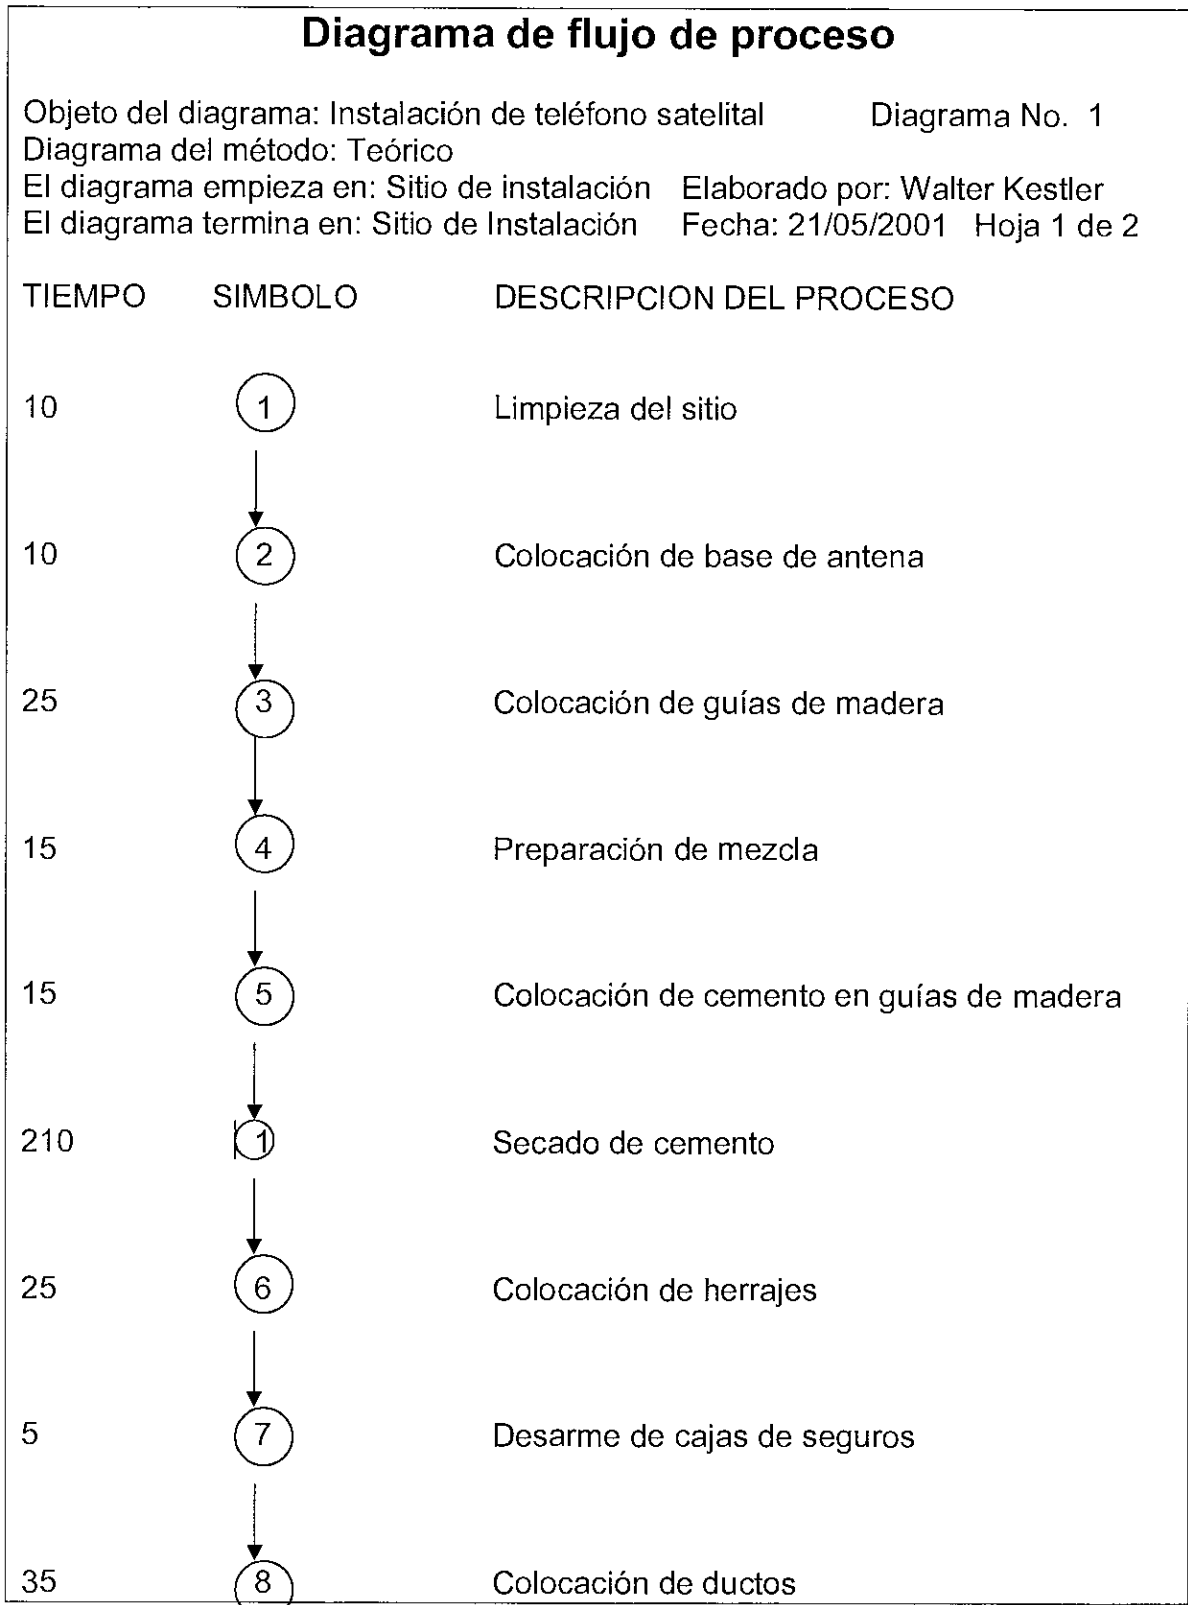 Diagrama de flujo de proceso
Objeto del diagrama: Instalación de teléfono satelital Diagrama No. 1
Diagrama del método: Teórico
El diagrama empieza en: Sitio de instalación Elaborado por: Walter Kestler
El diagrama termina en: Sitio de Instalación Fecha: 21/05/2001 Hoja 1 de 2
TIEMPO SIMBOLO DESCRIPCION DEL PROCESO
10 1 Limpieza del sitio
10 2 Colocación de base de antena
25 3 Colocación de guías de madera
15 4 Preparación de mezcla
15 5 Colocación de cemento en guías de madera
210 1 Secado de cemento
25 6 Colocación de herrajes
5 7 Desarme de cajas de seguros
35 8 Colocación de ductos